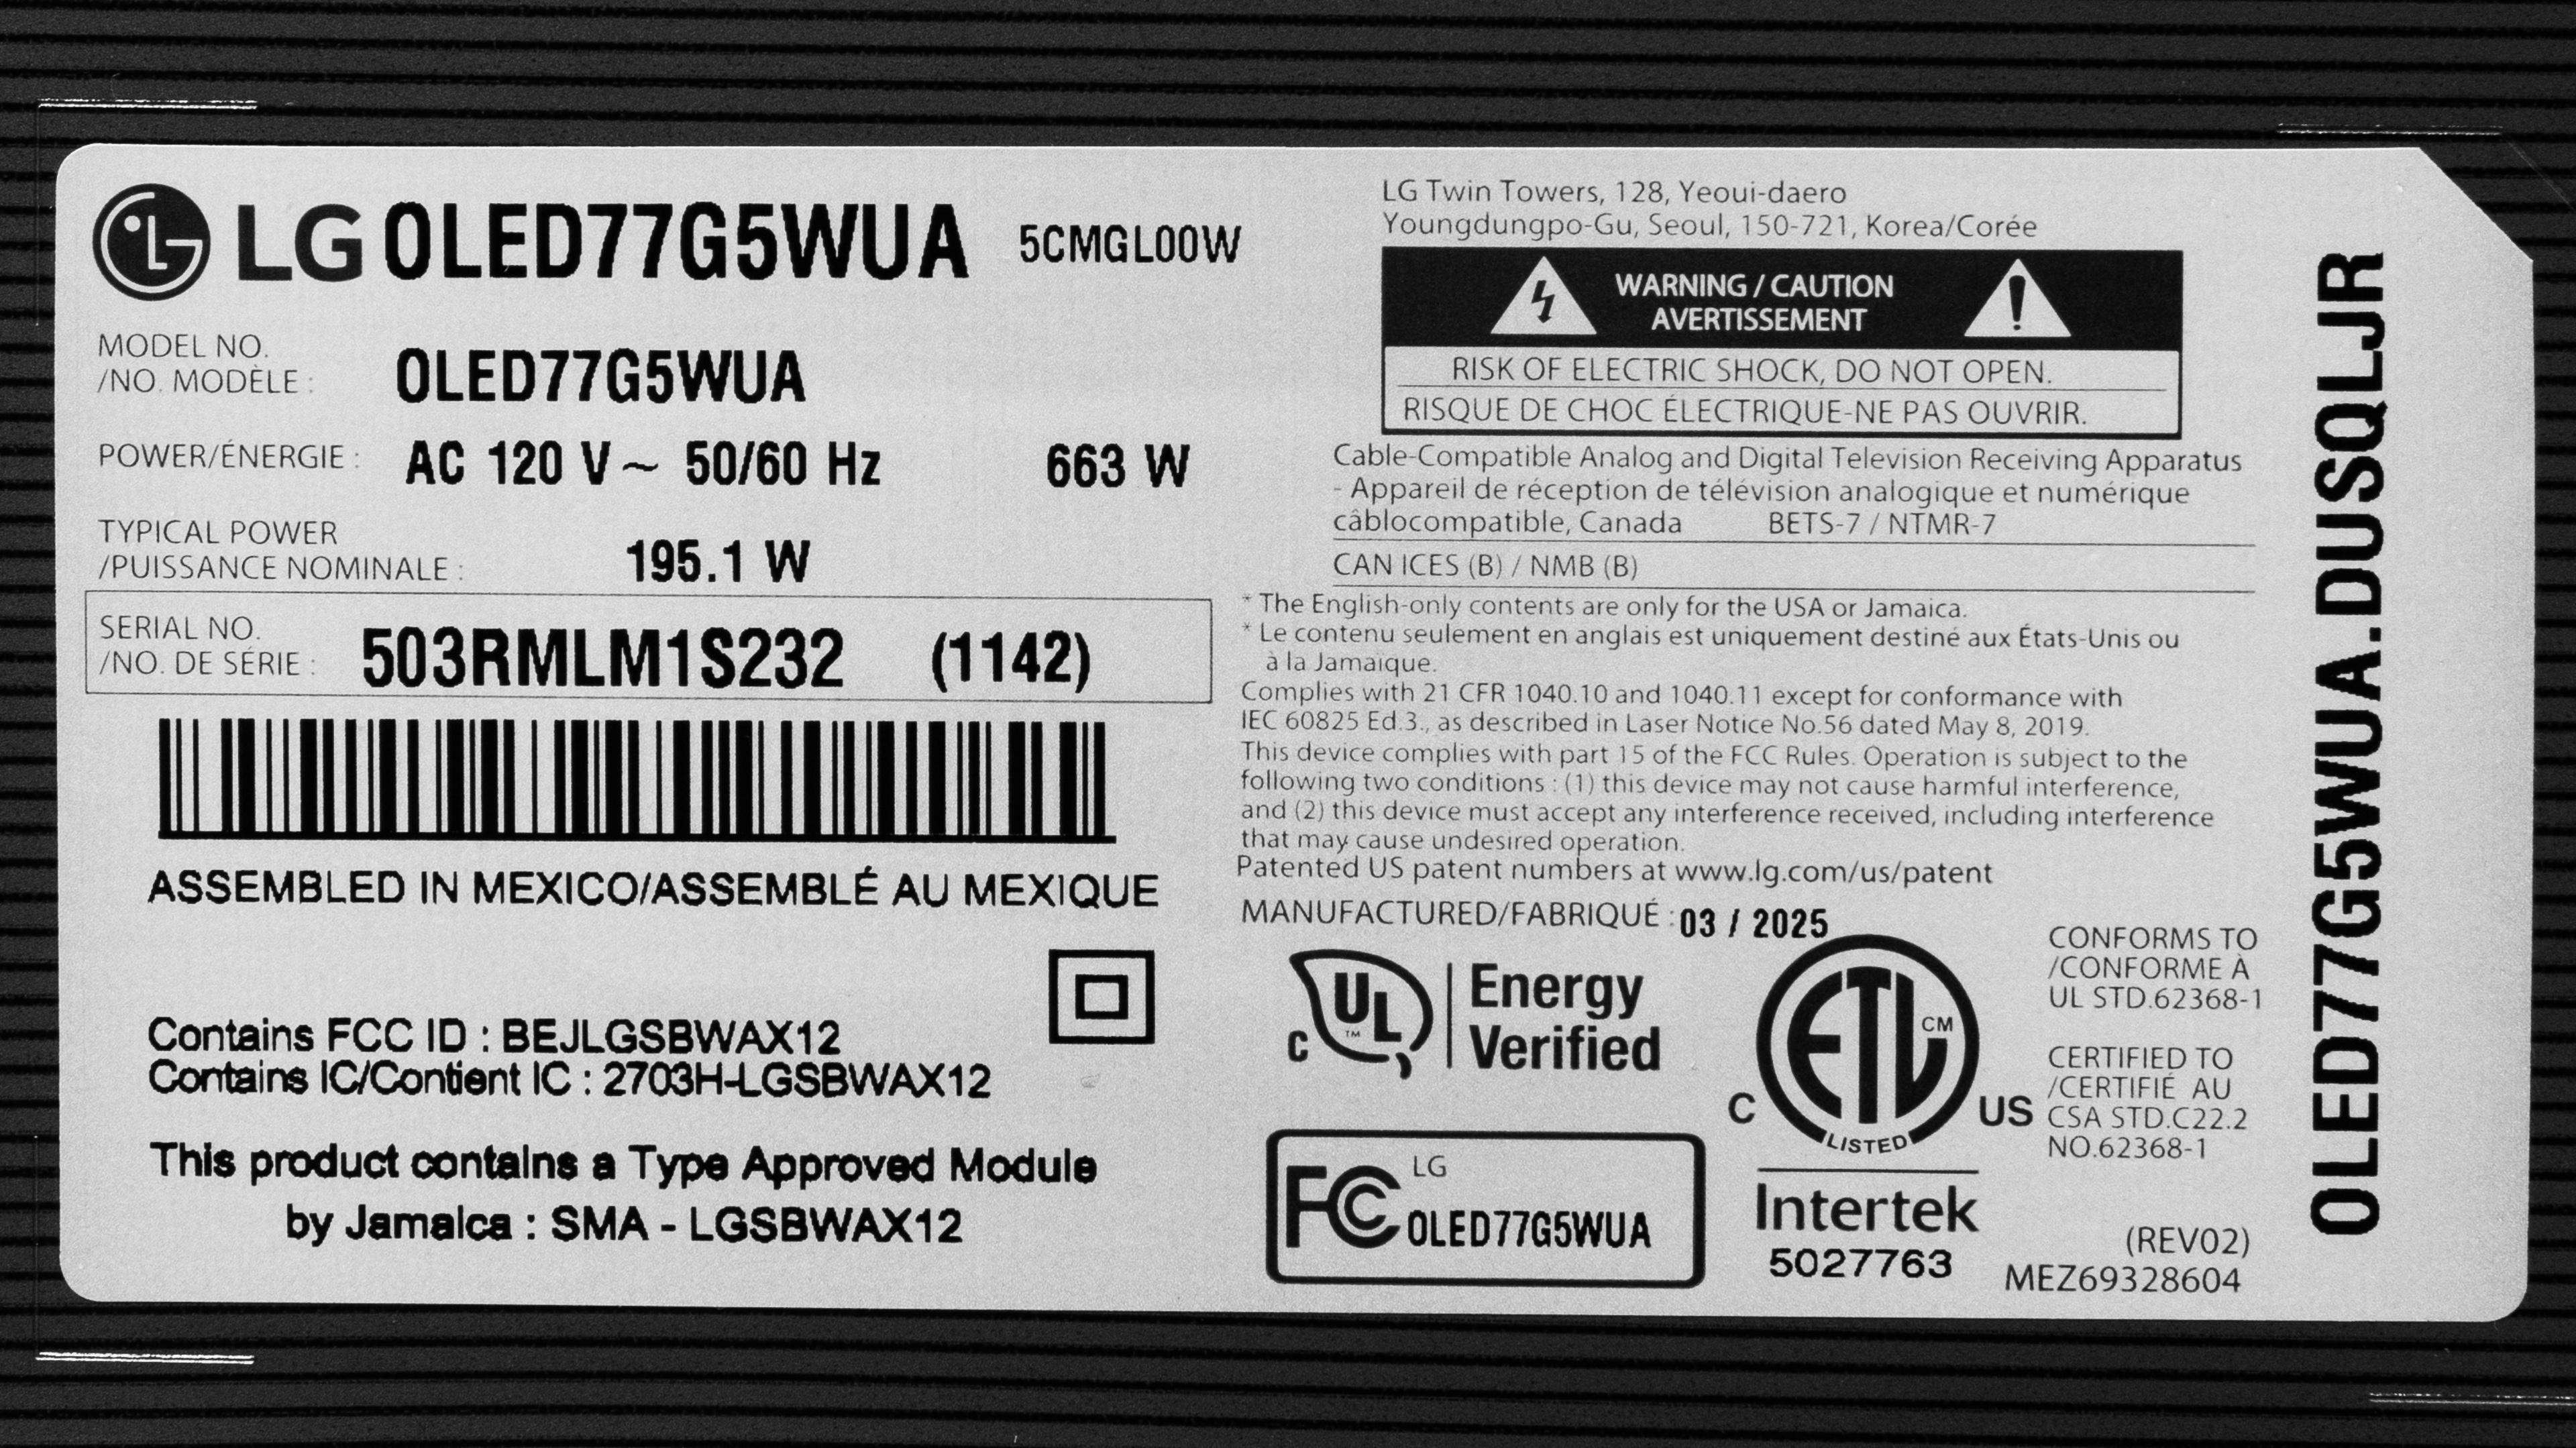 LG OLED77G5WUA 5CMGL00W
MODEL NO.
/NO. MODÈLE : OLED77G5WUA
POWER/ÉNERGIE : AC 120 V ~ 50/60 Hz 663 W
TYPICAL POWER
/PUISSANCE NOMINALE : 195.1 W
SERIAL NO.
/NO. DE SÉRIE : 503RMLM1S232 (1142)
ASSEMBLED IN MEXICO/ASSEMBLÉ AU MEXIQUE
Contains FCC ID : BEJLGSBWAX12
Contains IC/Contient IC : 2703H-LGSBWAX12
This product contains a Type Approved Module
by Jamaica : SMA - LGSBWAX12
LG Twin Towers, 128, Yeoui-daero
Youngdungpo-Gu, Seoul, 150-721, Korea/Corée
WARNING / CAUTION
AVERTISSEMENT
RISK OF ELECTRIC SHOCK, DO NOT OPEN.
RISQUE DE CHOC ÉLECTRIQUE-NE PAS OUVRIR.
Cable-Compatible Analog and Digital Television Receiving Apparatus
- Appareil de réception de télévision analogique et numérique
câblocompatible, Canada BETS-7 / NTMR-7
CAN ICES (B) / NMB (B)
* The English-only contents are only for the USA or Jamaica.
* Le contenu seulement en anglais est uniquement destiné aux États-Unis ou
à la Jamaïque.
Complies with 21 CFR 1040.10 and 1040.11 except for conformance with
IEC 60825 Ed.3., as described in Laser Notice No.56 dated May 8, 2019.
This device complies with part 15 of the FCC Rules. Operation is subject to the
following two conditions : (1) this device may not cause harmful interference,
and (2) this device must accept any interference received, including interference
that may cause undesired operation.
Patented US patent numbers at www.lg.com/us/patent
MANUFACTURED/FABRIQUÉ : 03 / 2025
C UL TM
Energy
Verified
FC LG
OLED77G5WUA
C ETL CM US
LISTED
Intertek
5027763
CONFORMS TO
/CONFORME À
UL STD.62368-1
CERTIFIED TO
/CERTIFIÉ AU
CSA STD.C22.2
NO.62368-1
(REV02)
MEZ69328604
OLED77G5WUA.DUSQLJR